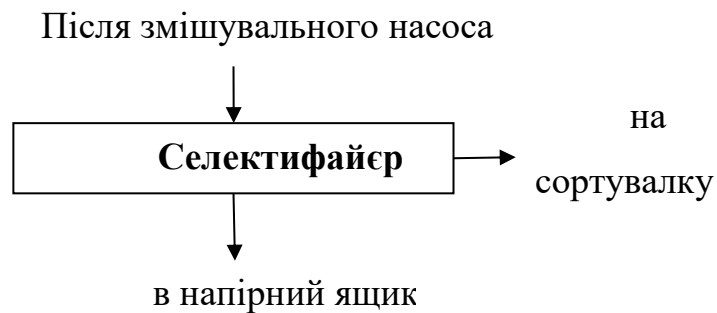 Після змішувального насоса
на
Селектифайєр
сортувалку
в напірний ящик